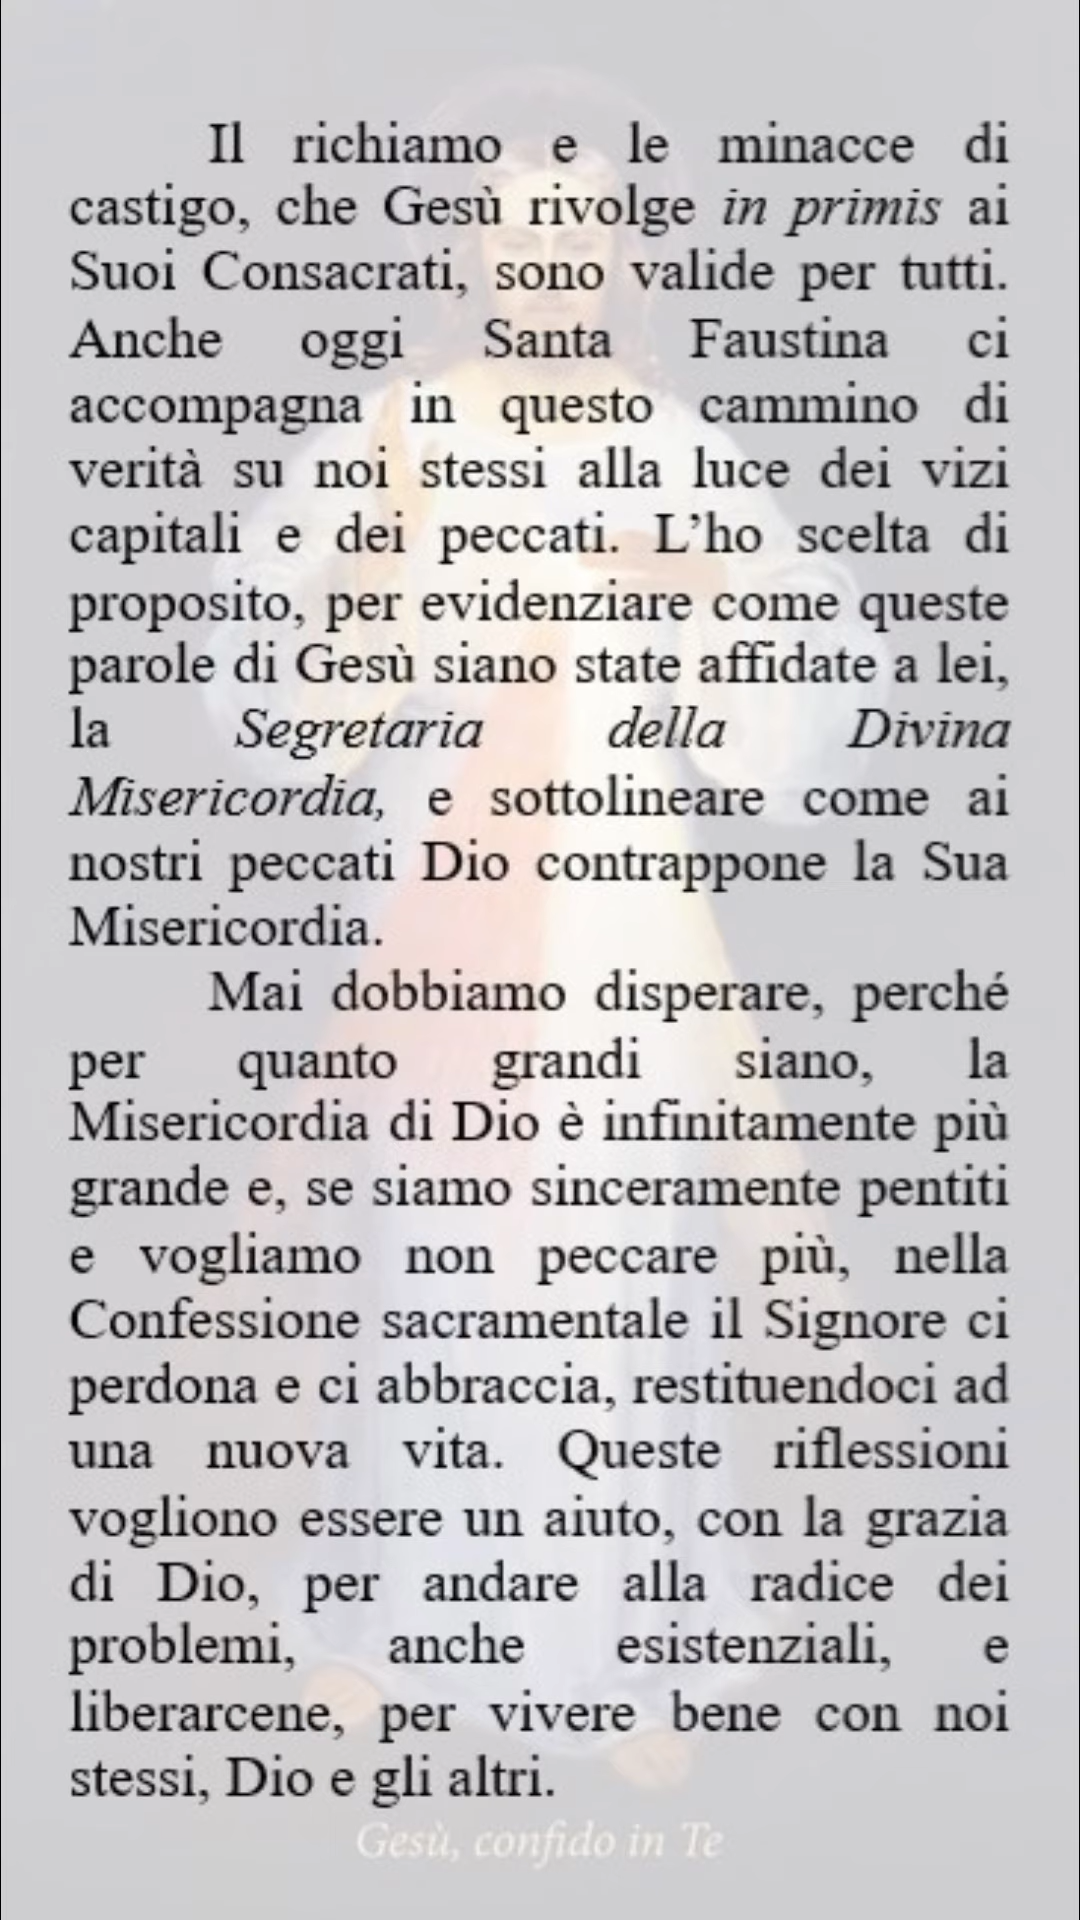 Il richiamo e le minacce di
castigo, che Gesù rivolge in primis ai
Suoi Consacrati, sono valide per tutti.
Anche oggi Santa Faustina ci
accompagna in questo cammino di
verità su noi stessi alla luce dei vizi
capitali e dei peccati. L’ho scelta di
proposito, per evidenziare come queste
parole di Gesù siano state affidate a lei,
la Segretaria della Divina
Misericordia, e sottolineare come ai
nostri peccati Dio contrappone la Sua
Misericordia.
Mai dobbiamo disperare, perché
per quanto grandi siano, la
Misericordia di Dio è infinitamente più
grande e, se siamo sinceramente pentiti
e vogliamo non peccare più, nella
Confessione sacramentale il Signore ci
perdona e ci abbraccia, restituendoci ad
una nuova vita. Queste riflessioni
vogliono essere un aiuto, con la grazia
di Dio, per andare alla radice dei
problemi, anche esistenziali, e
liberarcene, per vivere bene con noi
stessi, Dio e gli altri.
Gesù, confido in Te